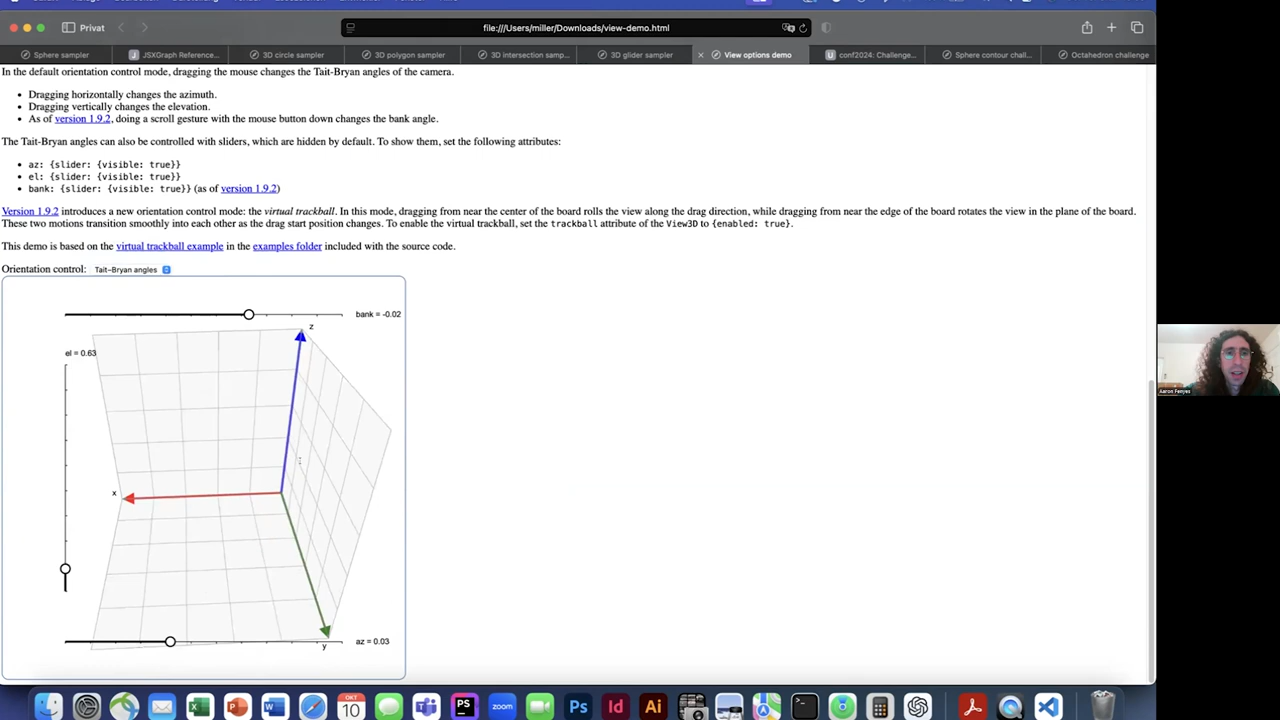 Privat
file:///Users/miller/Downloads/view-demo.html
Sphere sampler
JSXGraph Reference...
3D circle sampler
3D polygon sampler
3D intersection samp...
3D glider sampler
View options demo
conf2024: Challenge...
Sphere contour chall...
Octahedron challenge
In the default orientation control mode, dragging the mouse changes the Tait-Bryan angles of the camera.
Dragging horizontally changes the azimuth.
Dragging vertically changes the elevation.
As of version 1.9.2, doing a scroll gesture with the mouse button down changes the bank angle.
The Tait-Bryan angles can also be controlled with sliders, which are hidden by default. To show them, set the following attributes:
az: {slider: {visible: true}}
el: {slider: {visible: true}}
bank: {slider: {visible: true}} (as of version 1.9.2)
Version 1.9.2 introduces a new orientation control mode: the virtual trackball. In this mode, dragging from near the center of the board rolls the view along the drag direction, while dragging from near the edge of the board rotates the view in the plane of the board.
These two motions transition smoothly into each other as the drag start position changes. To enable the virtual trackball, set the trackball attribute of the View3D to {enabled: true}.
This demo is based on the virtual trackball example in the examples folder included with the source code.
Orientation control: Tait-Bryan angles
bank = -0.02
z
el = 0.63
x
az = 0.03
y
Aaron Fenyes
OKT
10
PS
zoom
Ps
Id
Ai